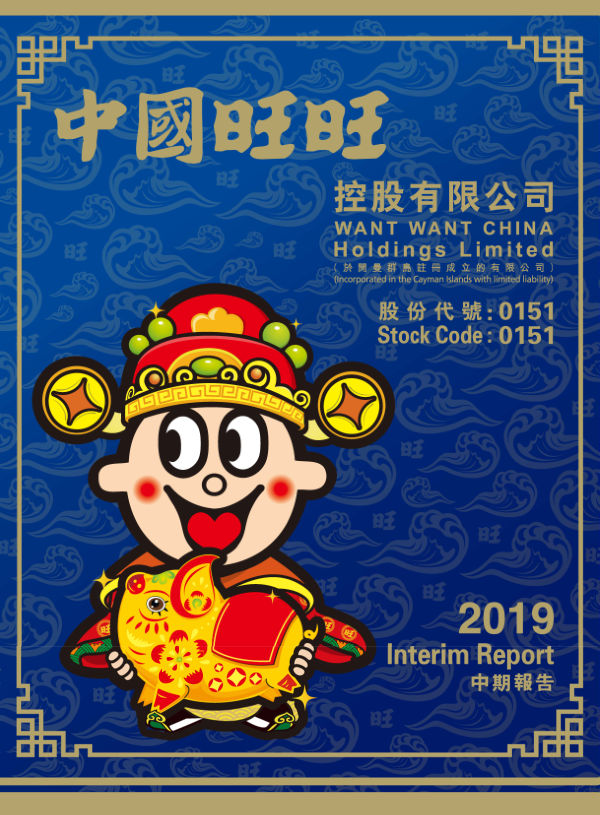 中國旺旺
控股有限公司
WANT WANT CHINA
Holdings Limited
(於開曼群島註冊成立的有限公司)
(Incorporated in the Cayman Islands with limited liability)
股份代號:0151
Stock Code:0151
2019
Interim Report
中期報告